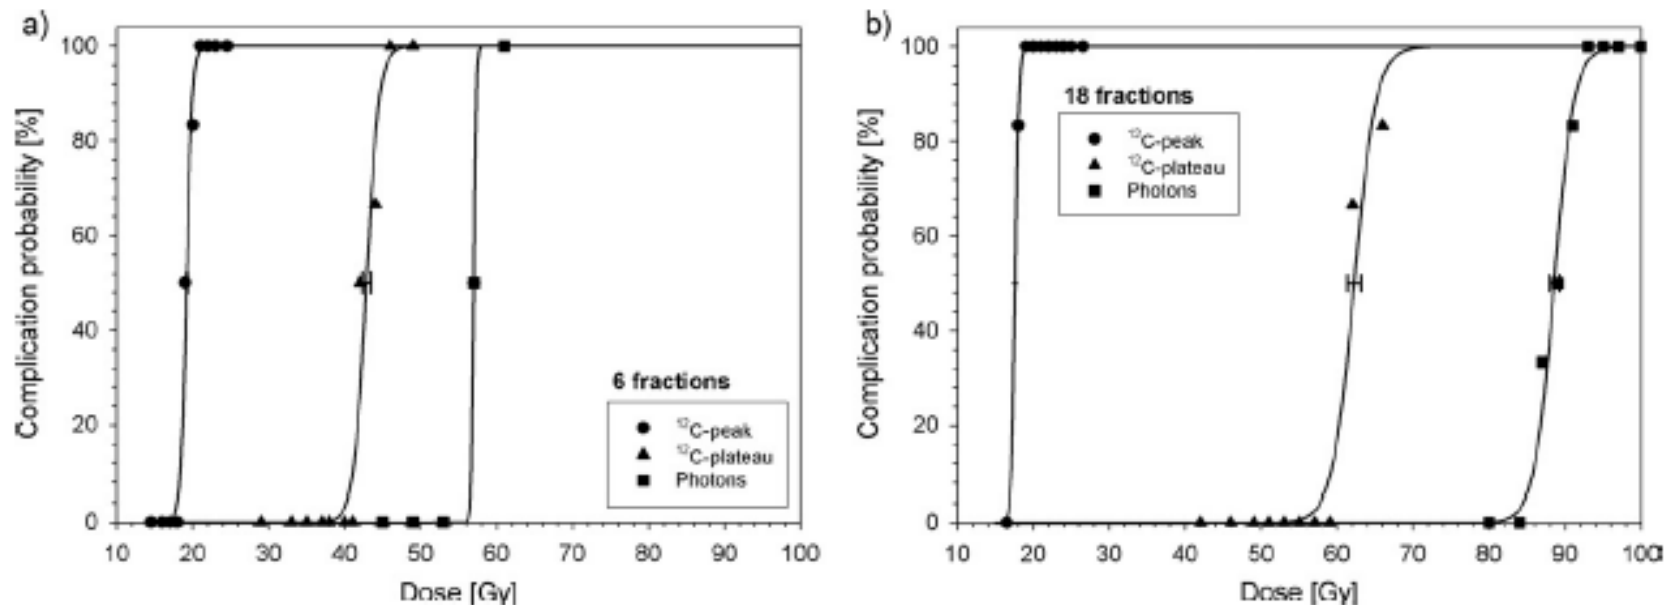 a)
Complication probability [%]
100
80
60
40
20
0
6 fractions
12C-peak
12C-plateau
Photons
10 20 30 40 50 60 70 80 90 100
Dose [Gy]
b)
Complication probability [%]
100
80
60
40
20
0
18 fractions
12C-peak
12C-plateau
Photons
10 20 30 40 50 60 70 80 90 100
Dose [Gy]